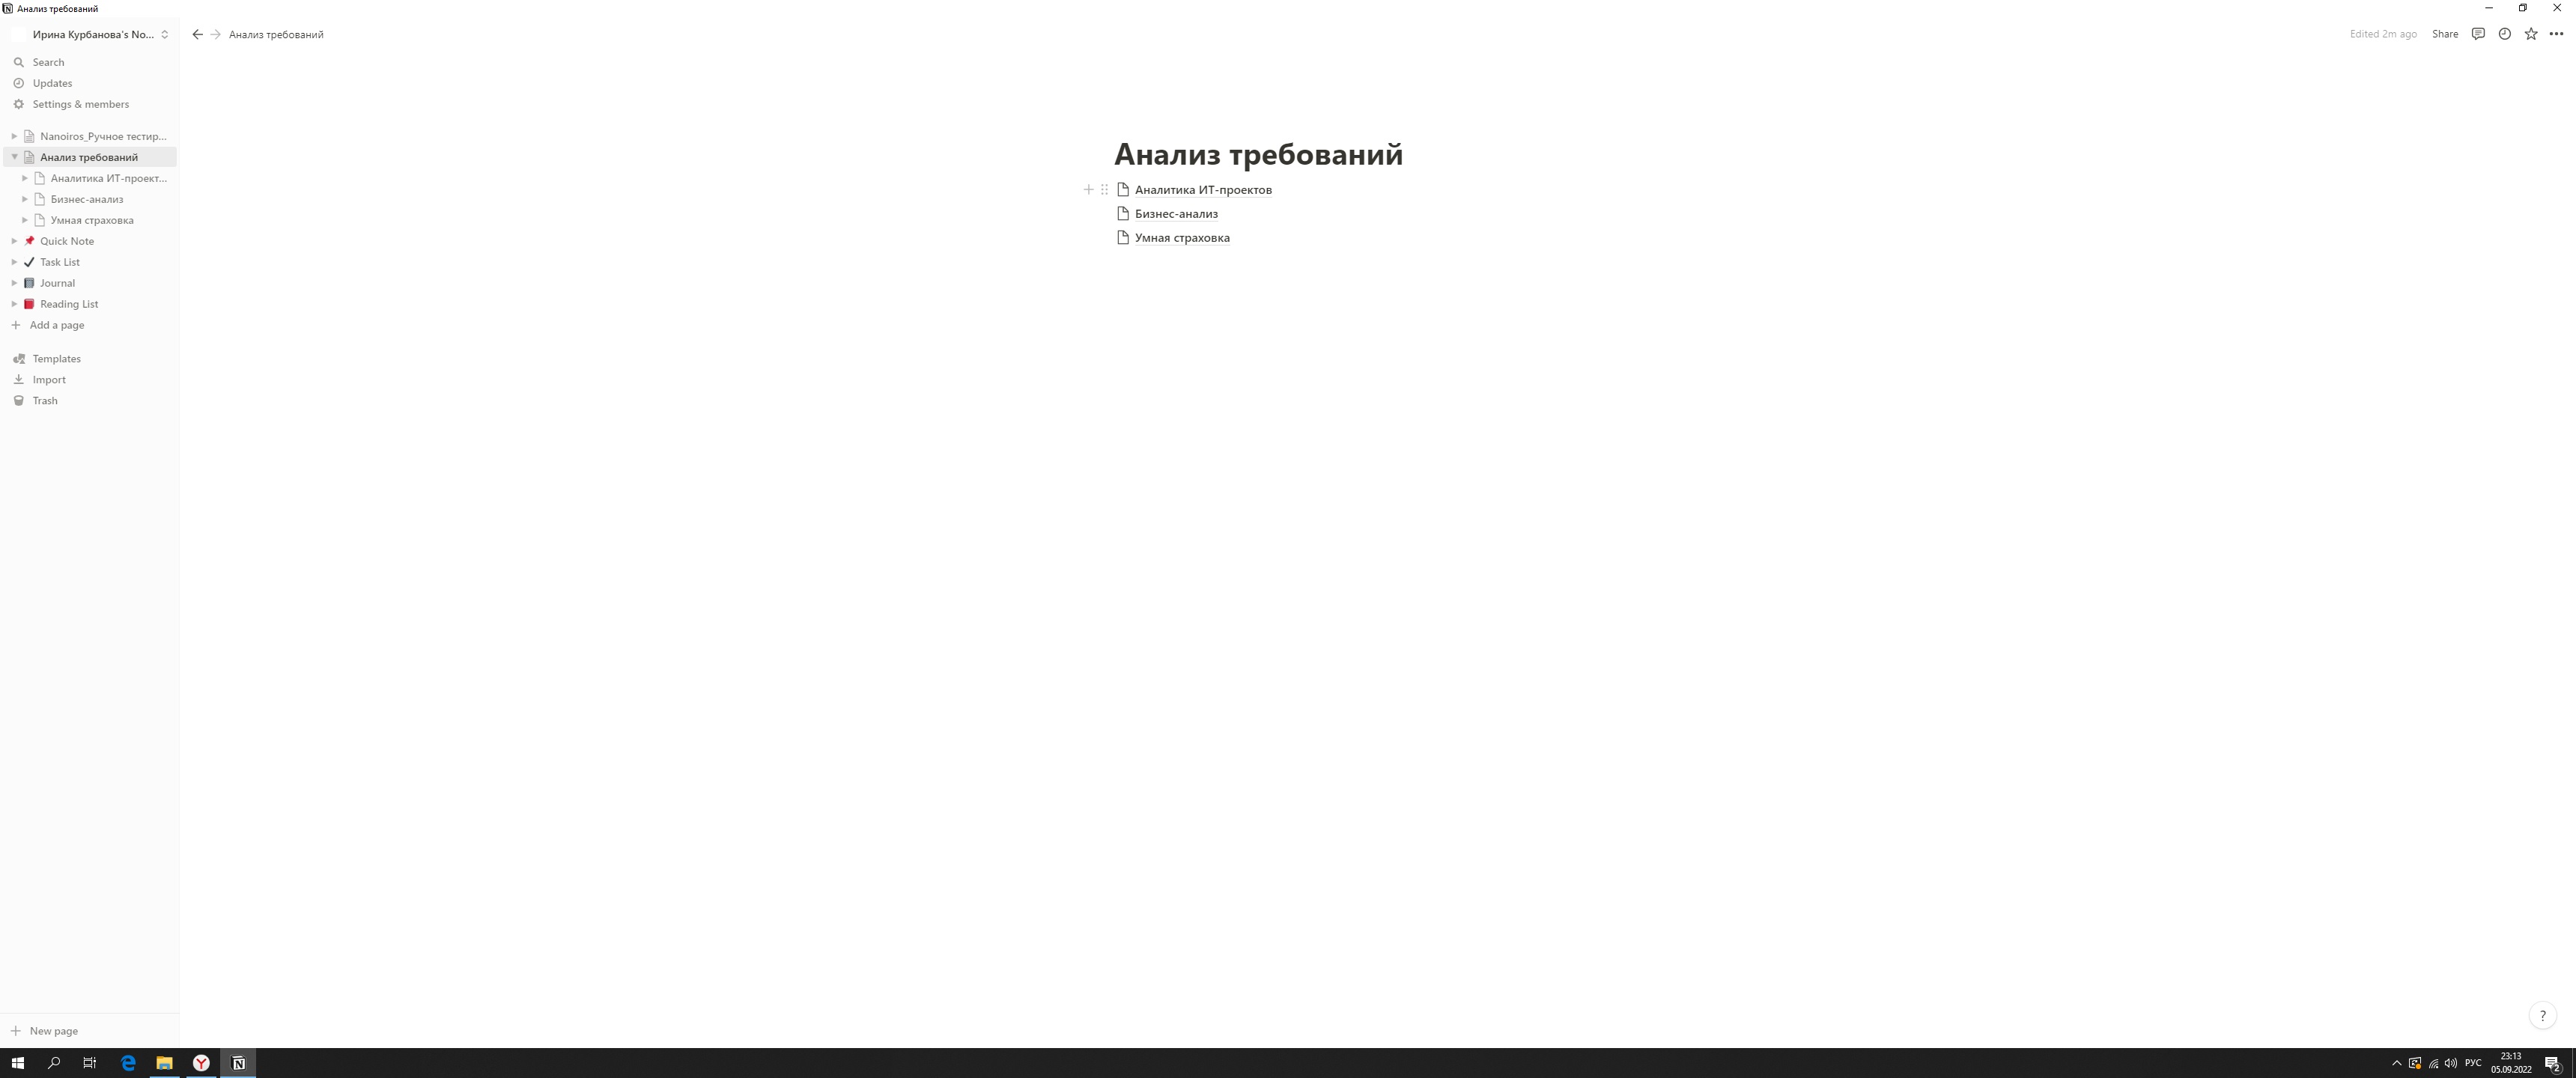 Анализ требований
Ирина Курбанова's No...
Анализ требований
Edited 2m ago
Share
Search
Updates
Settings & members
Nanoiros_Ручное тестир...
Анализ требований
Аналитика ИТ-проект...
Бизнес-анализ
Умная страховка
Quick Note
Task List
Journal
Reading List
Add a page
Templates
Import
Trash
Анализ требований
Аналитика ИТ-проектов
Бизнес-анализ
Умная страховка
New page
?
РУС
23:13
05.09.2022
2